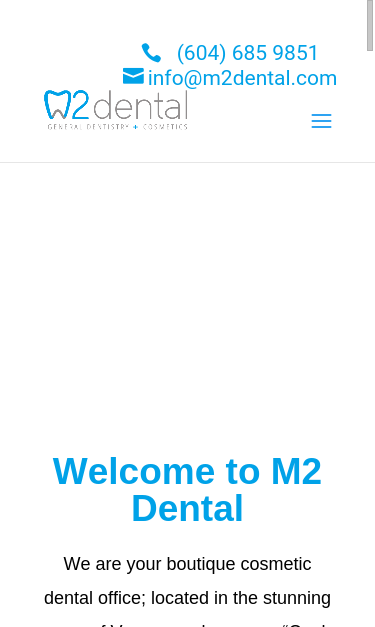 (604) 685 9851
info@m2dental.com
m2dental
GENERAL DENTISTRY + COSMETICS
Welcome to M2
Dental
We are your boutique cosmetic
dental office; located in the stunning